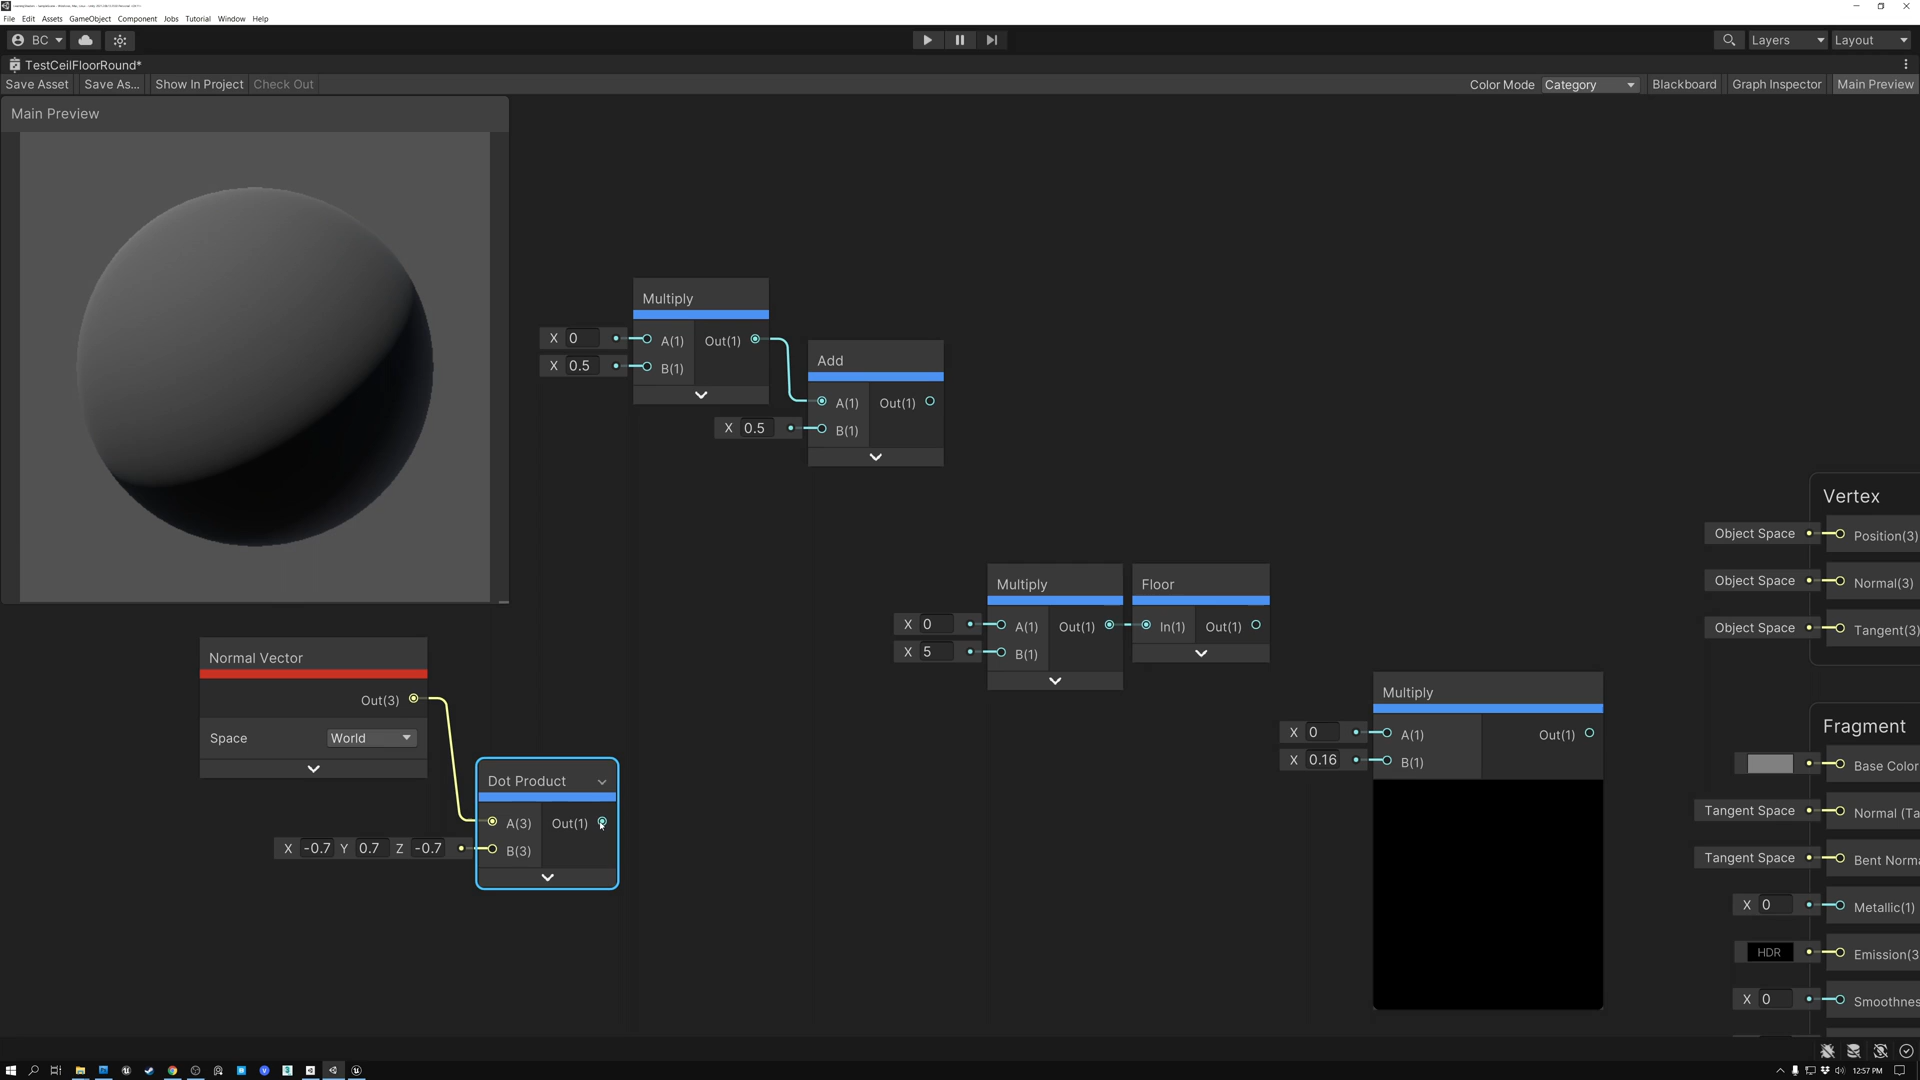 File Edit Assets GameObject Component Jobs Tutorial Window Help
BC Layers Layout
TestCeilFloorRound*
Save Asset Save As... Show In Project Check Out Color Mode Category Blackboard Graph Inspector Main Preview
Main Preview
Multiply
X 0 A(1) Out(1)
X 0.5 B(1)
Add
A(1) Out(1)
X 0.5 B(1)
Vertex
Object Space Position(3)
Object Space Normal(3)
Object Space Tangent(3)
Multiply Floor
X 0 A(1) Out(1) In(1) Out(1)
X 5 B(1)
Normal Vector
Out(3)
Space World
Multiply
X 0 A(1) Out(1)
X 0.16 B(1)
Dot Product
A(3) Out(1)
X -0.7 Y 0.7 Z -0.7 B(3)
Fragment
Base Color
Tangent Space Normal (Ta
Tangent Space Bent Norma
X 0 Metallic(1)
HDR Emission(3
X 0 Smoothnes
12:57 PM